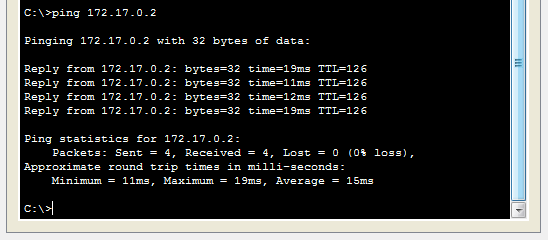 C:\>ping 172.17.0.2
Pinging 172.17.0.2 with 32 bytes of data:
Reply from 172.17.0.2: bytes=32 time=19ms TTL=126
Reply from 172.17.0.2: bytes=32 time=11ms TTL=126
Reply from 172.17.0.2: bytes=32 time=12ms TTL=126
Reply from 172.17.0.2: bytes=32 time=19ms TTL=126
Ping statistics for 172.17.0.2:
Packets: Sent = 4, Received = 4, Lost = 0 (0% loss),
Approximate round trip times in milli-seconds:
Minimum = 11ms, Maximum = 19ms, Average = 15ms
C:\>